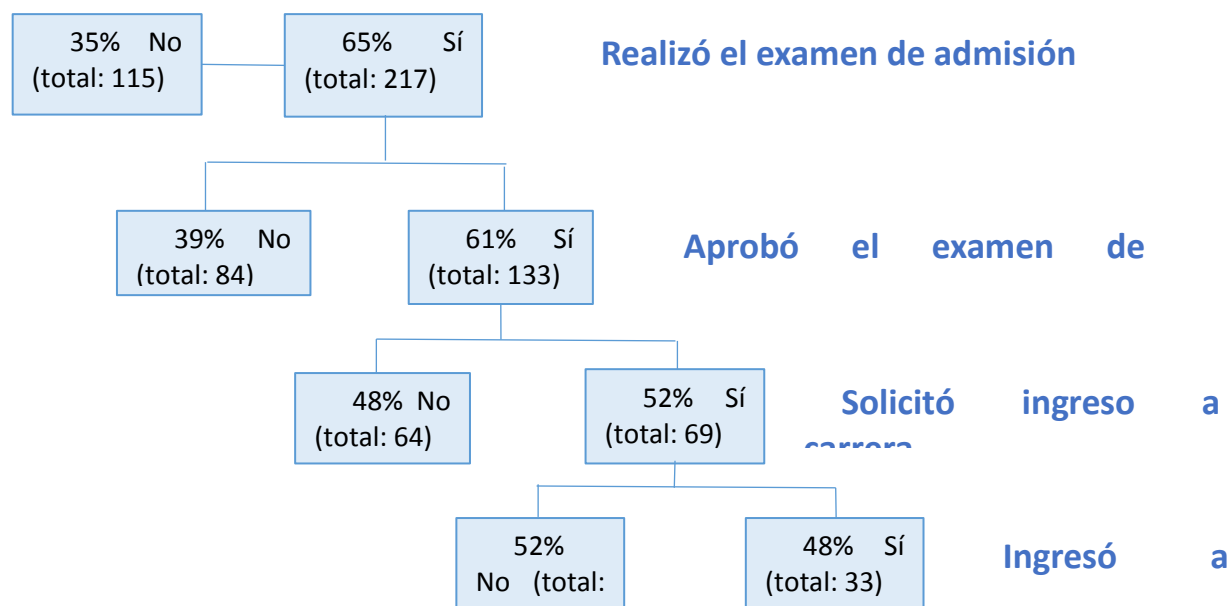 35% No
(total: 115)
65% Sí
(total: 217)
Realizó el examen de admisión
39% No
(total: 84)
61% Sí
(total: 133)
Aprobó el examen de
48% No
(total: 64)
52% Sí
(total: 69)
Solicitó ingreso a
carrera
52%
No (total:
48% Sí
(total: 33)
Ingresó a